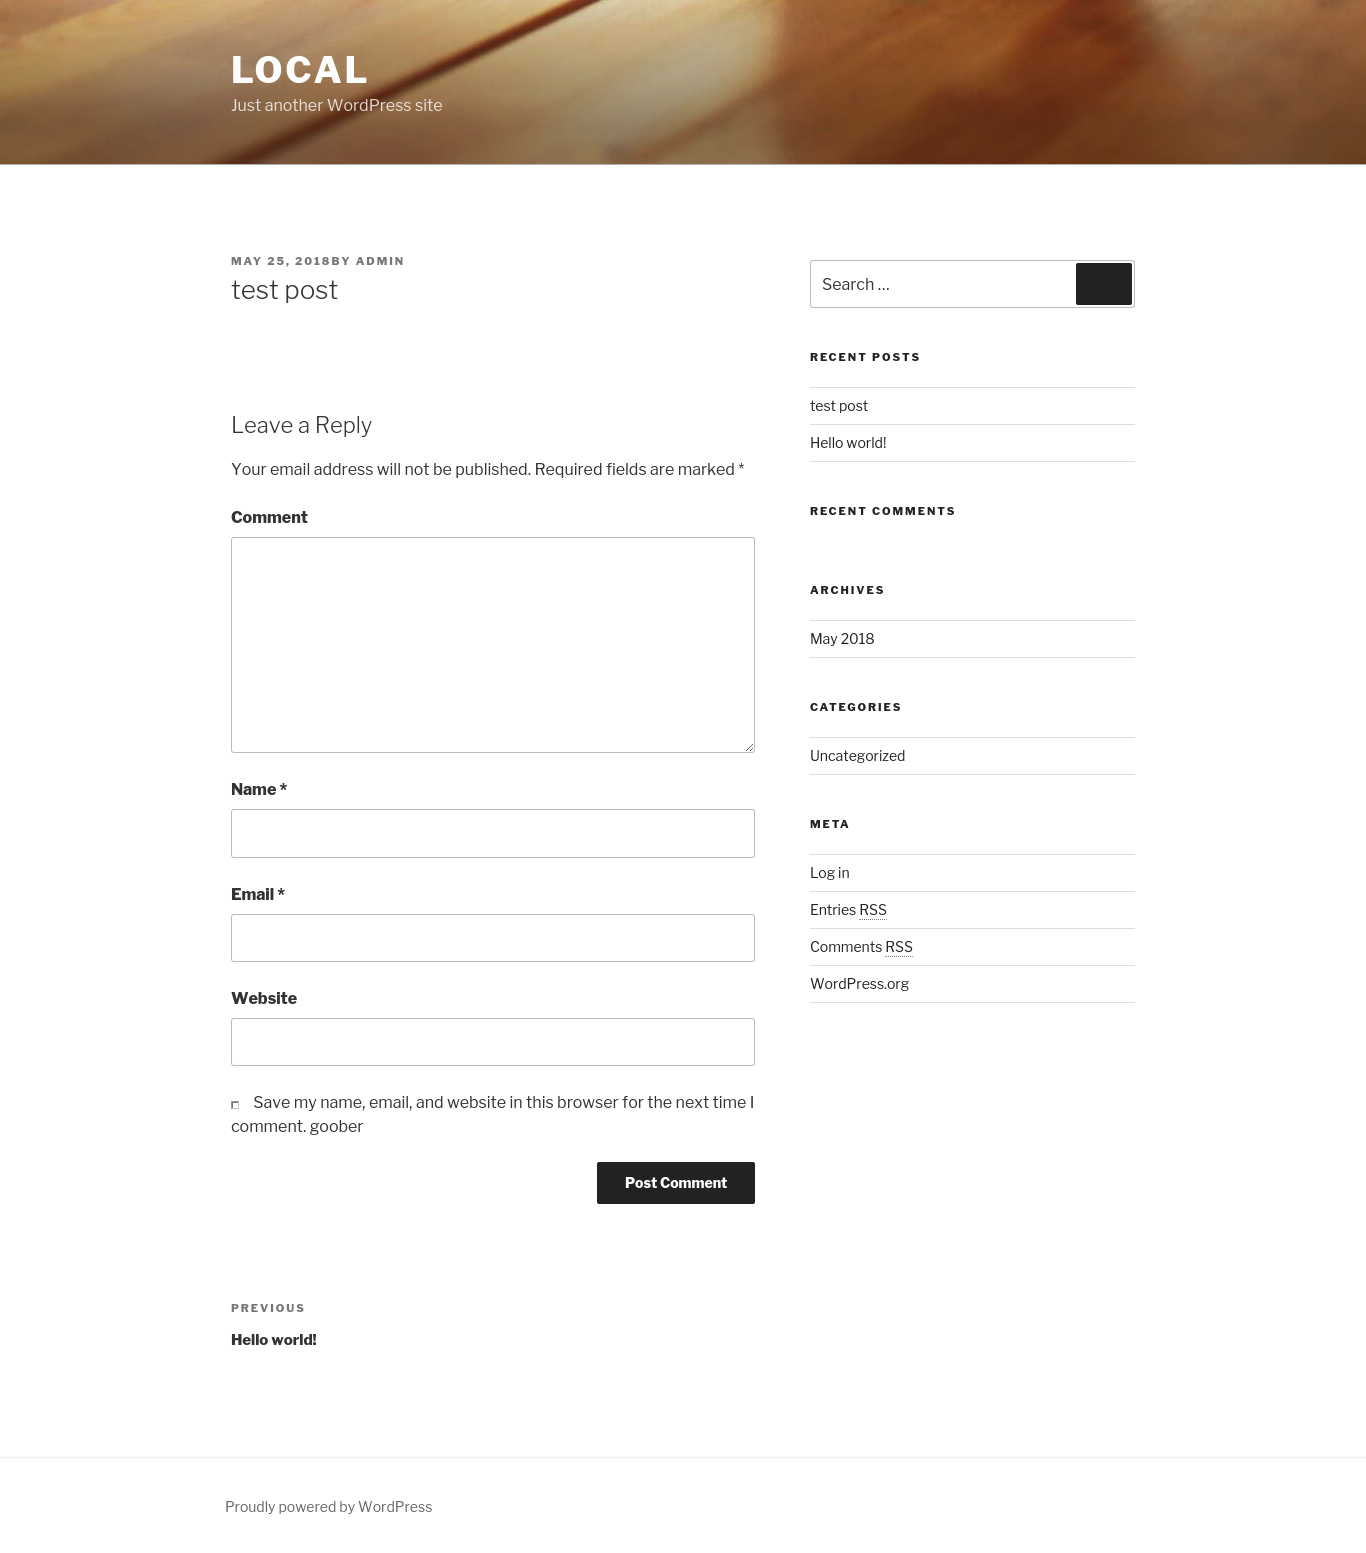 LOCAL
Just another WordPress site
MAY 25, 2018BY ADMIN
test post
Leave a Reply
Your email address will not be published. Required fields are marked *
Comment
Name *
Email *
Website
Save my name, email, and website in this browser for the next time I
comment. goober
Post Comment
PREVIOUS
Hello world!
Search …
RECENT POSTS
test post
Hello world!
RECENT COMMENTS
ARCHIVES
May 2018
CATEGORIES
Uncategorized
META
Log in
Entries RSS
Comments RSS
WordPress.org
Proudly powered by WordPress